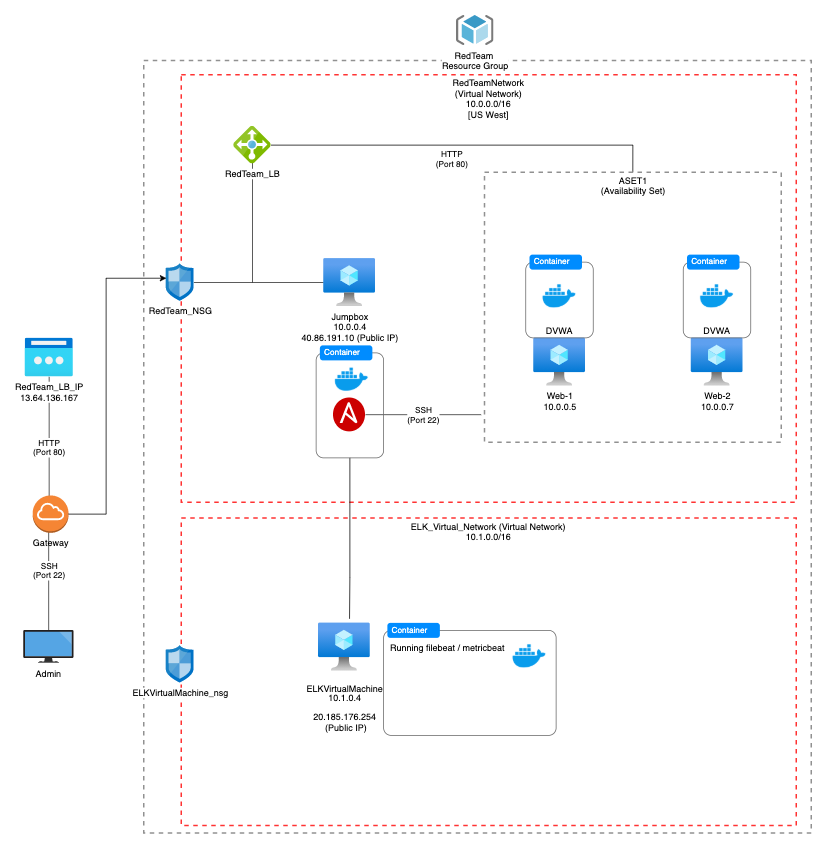 RedTeam
Resource Group
RedTeamNetwork
(Virtual Network)
10.0.0.0/16
[US West]
RedTeam_LB
HTTP
(Port 80)
ASET1
(Availability Set)
Container
DVWA
Web-1
10.0.0.5
Container
DVWA
Web-2
10.0.0.7
RedTeam_NSG
Jumpbox
10.0.0.4
40.86.191.10 (Public IP)
Container
SSH
(Port 22)
RedTeam_LB_IP
13.64.136.167
HTTP
(Port 80)
Gateway
SSH
(Port 22)
Admin
ELK_Virtual_Network (Virtual Network)
10.1.0.0/16
ELKVirtualMachine_nsg
ELKVirtualMachine
10.1.0.4
20.185.176.254
(Public IP)
Container
Running filebeat / metricbeat